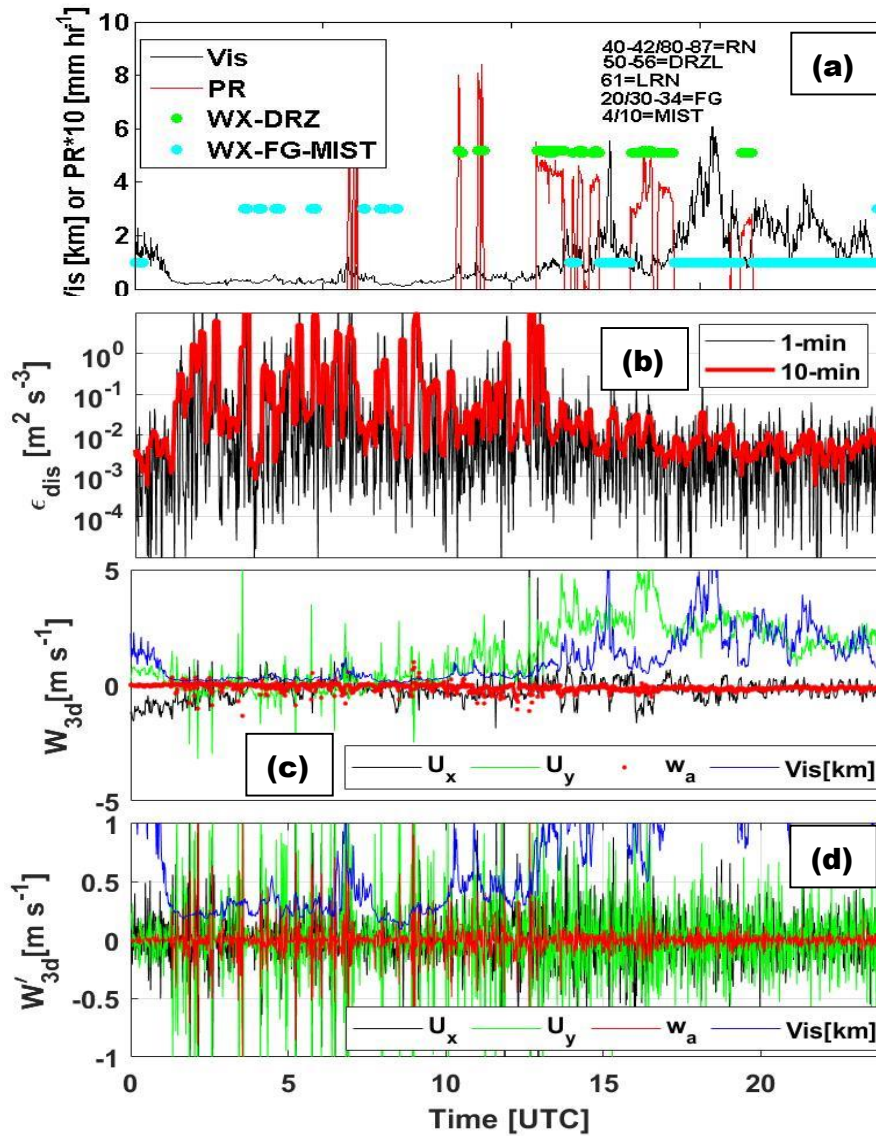 Vis [km] or PR*10 [mm hr-1]
10
8
6
4
2
0
Vis
PR
WX-DRZ
WX-FG-MIST
40-42/80-87=RN
50-56=DRZL
61=LRN
20/30-34=FG
4/10=MIST
(a)
ϵdis [m2 s-3]
100
10-1
10-2
10-3
10-4
(b)
1-min
10-min
W3d[m s-1]
5
0
-5
(c)
Ux Uy wa Vis[km]
W′3d[m s-1]
1
0.5
0
-0.5
-1
(d)
Ux Uy wa Vis[km]
0 5 10 15 20
Time [UTC]